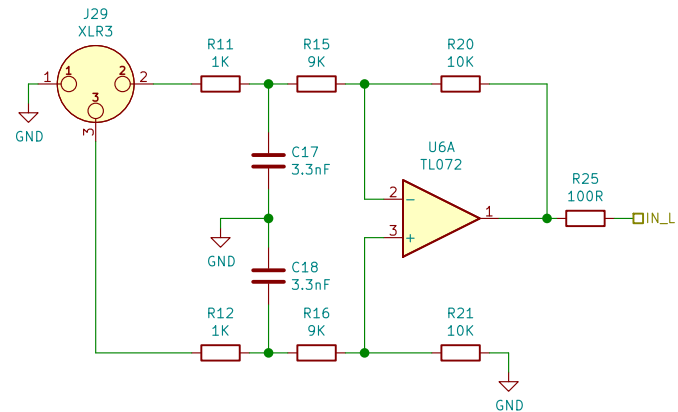 J29
XLR3
1
1
2
2
3
3
GND
R11
1K
R15
9K
R20
10K
C17
3.3nF
U6A
TL072
2
−
3
+
1
R25
100R
IN_L
GND
C18
3.3nF
R12
1K
R16
9K
R21
10K
GND